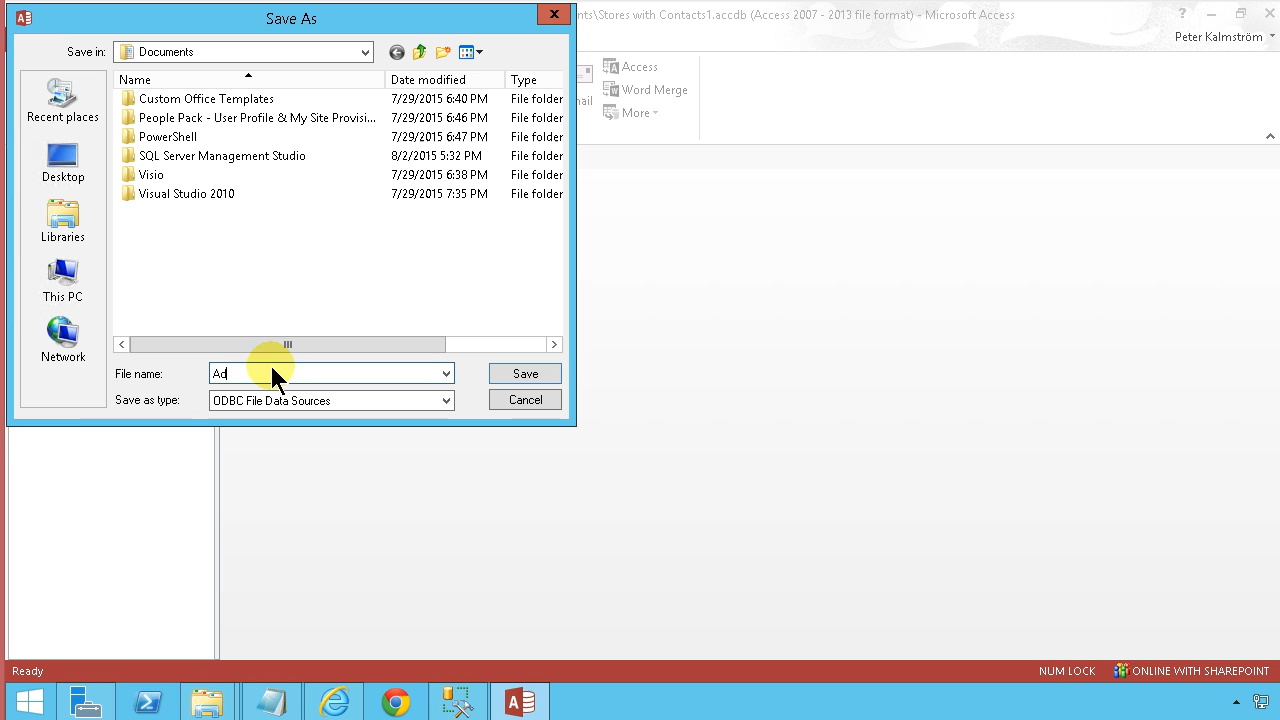 Save As
nts\Stores with Contacts1.accdb (Access 2007 - 2013 file format) - Microsoft Access
?
Peter Kalmström
Save in:
Documents
Access
Word Merge
ail
More
Name
Date modified
Type
Recent places
Desktop
Libraries
This PC
Network
Custom Office Templates
7/29/2015 6:40 PM
File folder
People Pack - User Profile & My Site Provisi...
7/29/2015 6:46 PM
File folder
PowerShell
7/29/2015 6:47 PM
File folder
SQL Server Management Studio
8/2/2015 5:32 PM
File folder
Visio
7/29/2015 6:38 PM
File folder
Visual Studio 2010
7/29/2015 7:35 PM
File folder
File name:
Ad
Save
Save as type:
ODBC File Data Sources
Cancel
Ready
NUM LOCK
ONLINE WITH SHAREPOINT